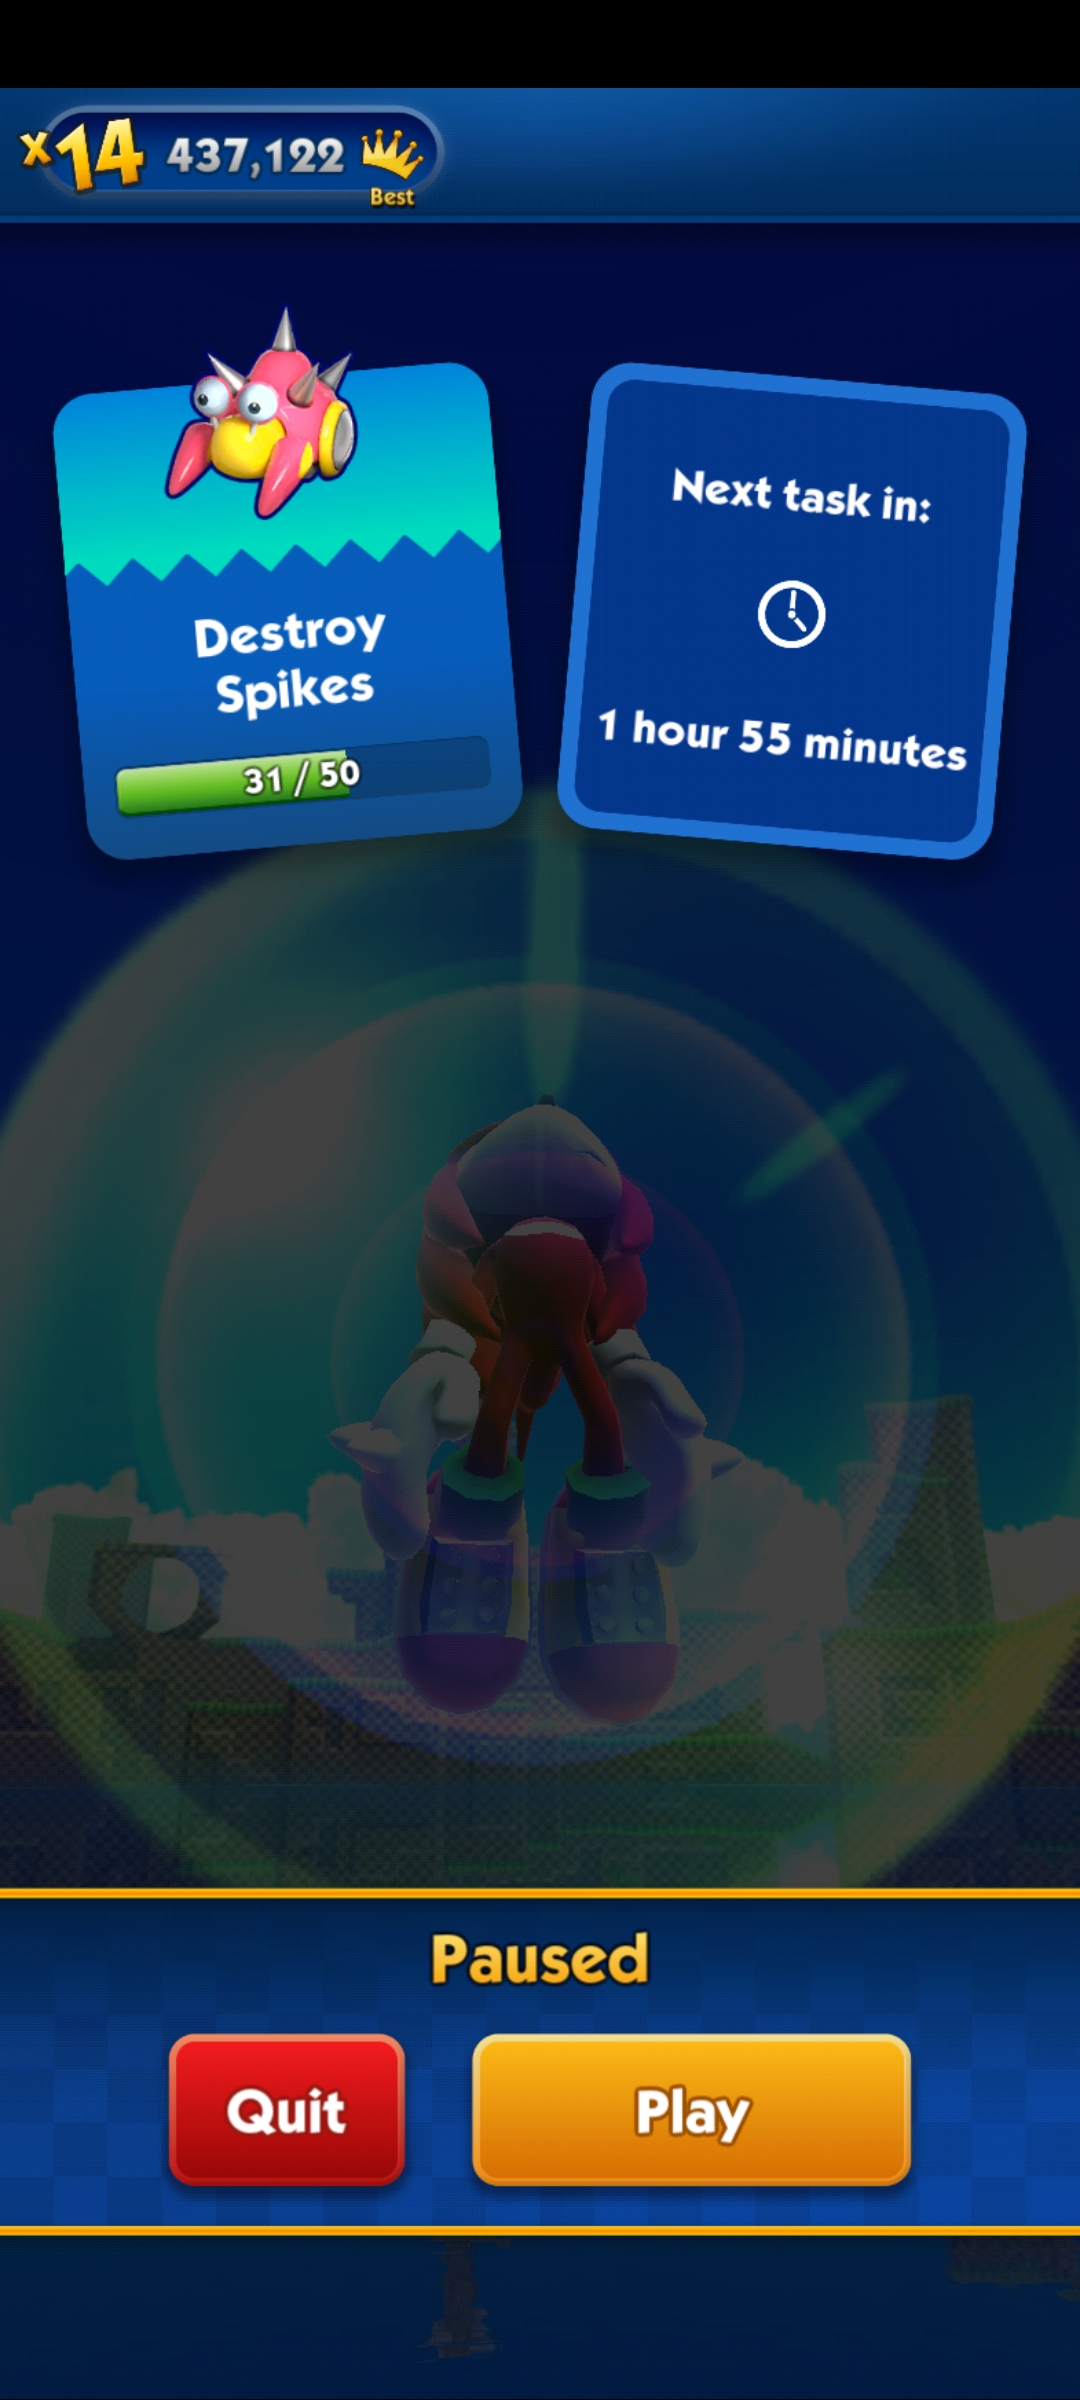 x14 437,122
Best
Destroy
Spikes
31 / 50
Next task in:
1 hour 55 minutes
Paused
Quit
Play